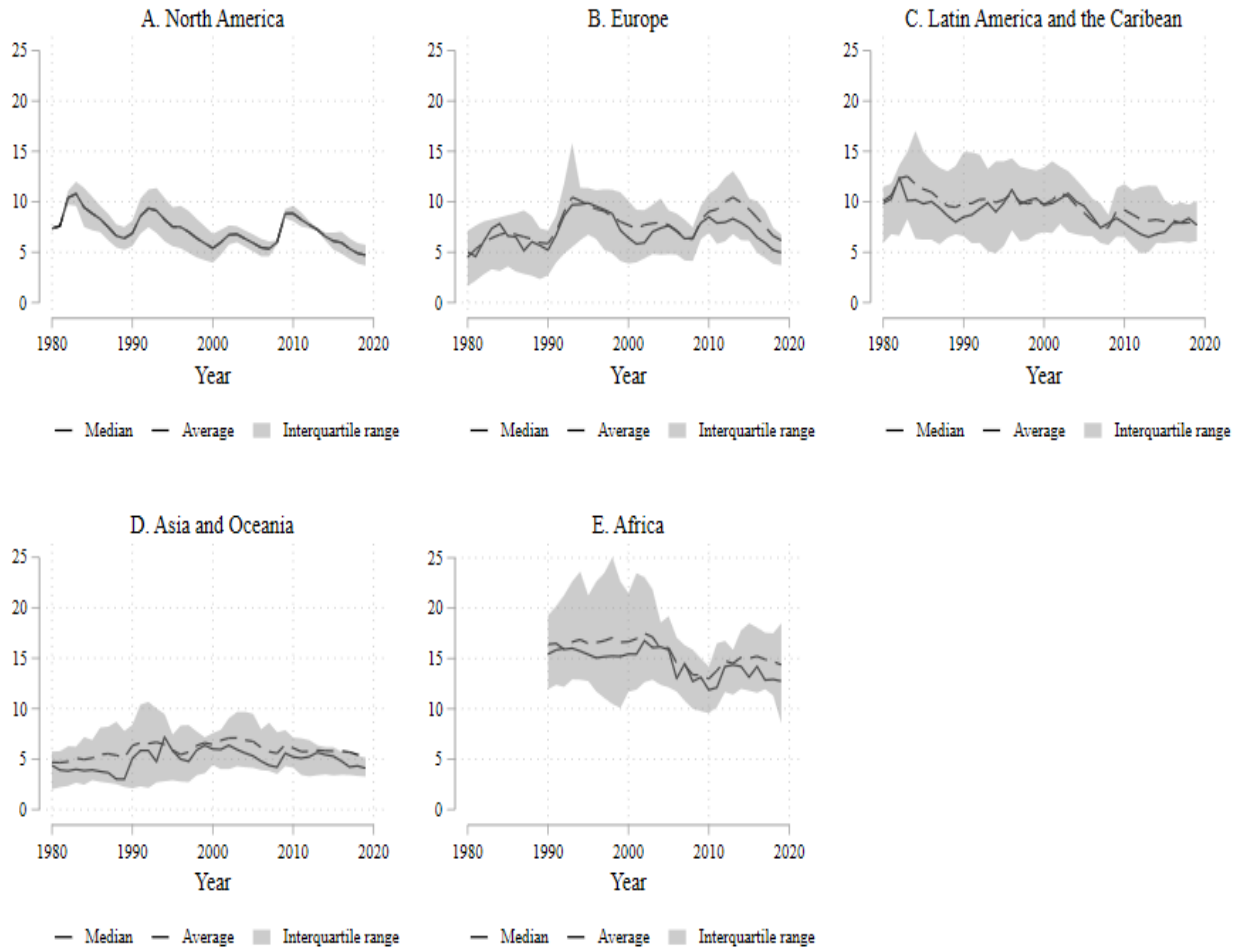 A. North America
25
20
15
10
5
0
1980 1990 2000 2010 2020
Year
Median Average Interquartile range
B. Europe
25
20
15
10
5
0
1980 1990 2000 2010 2020
Year
Median Average Interquartile range
C. Latin America and the Caribean
25
20
15
10
5
0
1980 1990 2000 2010 2020
Year
Median Average Interquartile range
D. Asia and Oceania
25
20
15
10
5
0
1980 1990 2000 2010 2020
Year
Median Average Interquartile range
E. Africa
25
20
15
10
5
0
1980 1990 2000 2010 2020
Year
Median Average Interquartile range